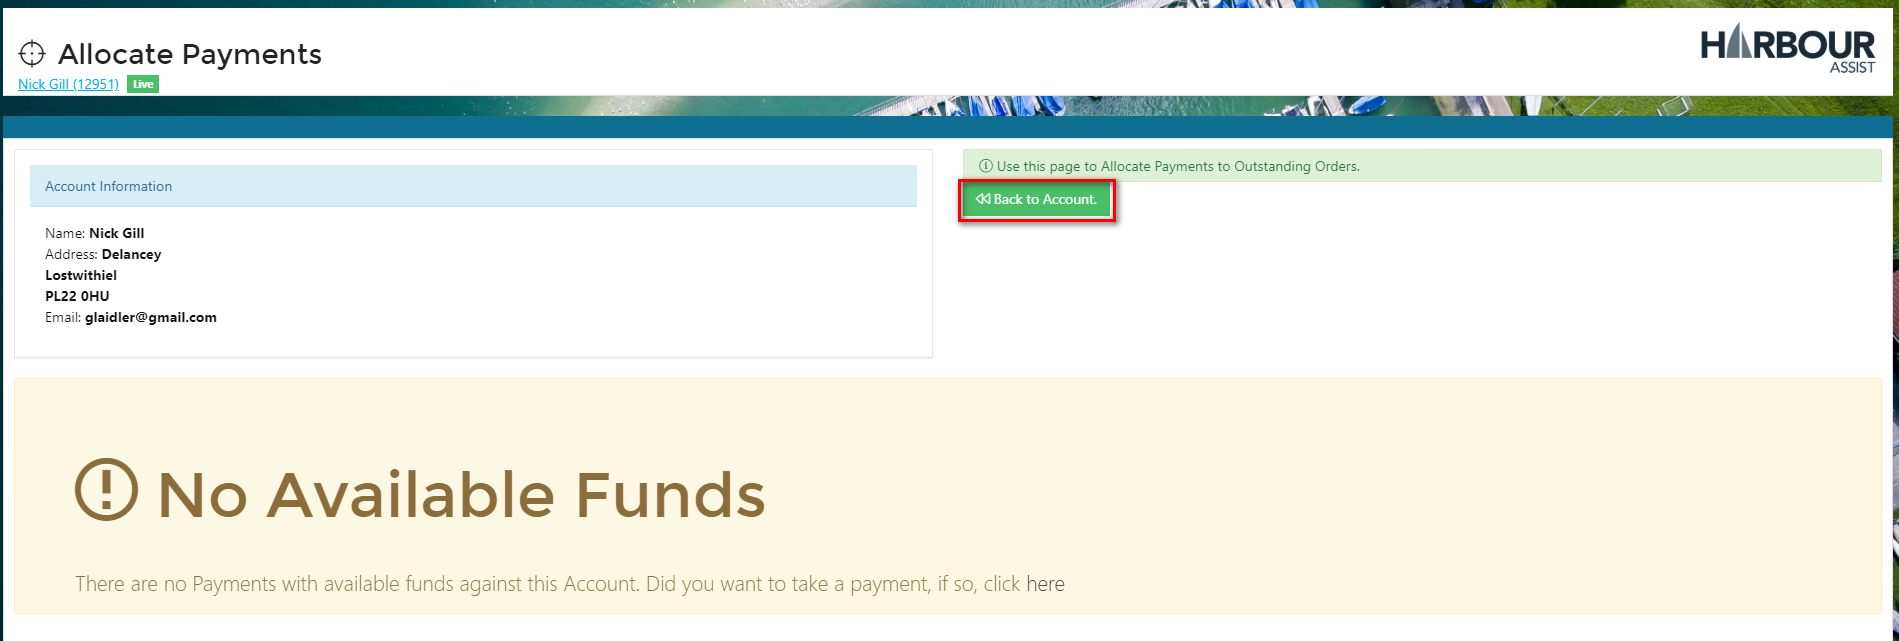 Allocate Payments
Nick Gill (12951) Live
HARBOUR
ASSIST
Account Information
Name: Nick Gill
Address: Delancey
Lostwithiel
PL22 0HU
Email: glaidler@gmail.com
Use this page to Allocate Payments to Outstanding Orders.
Back to Account.
No Available Funds
There are no Payments with available funds against this Account. Did you want to take a payment, if so, click here